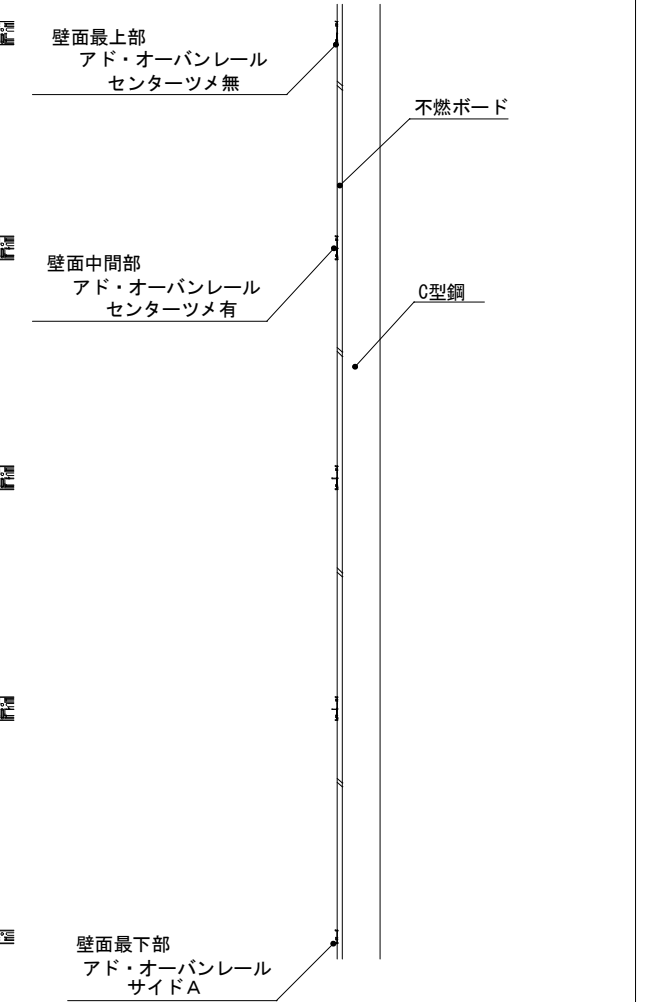 壁面最上部
アド・オーバンレール
センターツメ無
不燃ボード
壁面中間部
アド・オーバンレール
センターツメ有
C型鋼
壁面最下部
アド・オーバンレール
サイドA